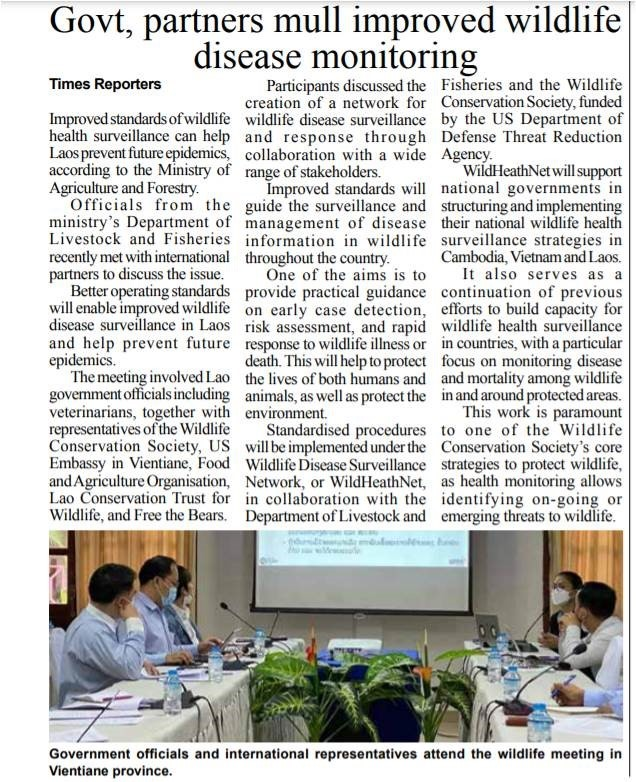 Govt, partners mull improved wildlife
disease monitoring
Times Reporters
Improved standards of wildlife
health surveillance can help
Laos prevent future epidemics,
according to the Ministry of
Agriculture and Forestry.
Officials from the
ministry's Department of
Livestock and Fisheries
recently met with international
partners to discuss the issue.
Better operating standards
will enable improved wildlife
disease surveillance in Laos
and help prevent future
epidemics.
The meeting involved Lao
government officials including
veterinarians, together with
representatives of the Wildlife
Conservation Society, US
Embassy in Vientiane, Food
and Agriculture Organisation,
Lao Conservation Trust for
Wildlife, and Free the Bears.
Participants discussed the
creation of a network for
wildlife disease surveillance
and response through
collaboration with a wide
range of stakeholders.
Improved standards will
guide the surveillance and
management of disease
information in wildlife
throughout the country.
One of the aims is to
provide practical guidance
on early case detection,
risk assessment, and rapid
response to wildlife illness or
death. This will help to protect
the lives of both humans and
animals, as well as protect the
environment.
Standardised procedures
will be implemented under the
Wildlife Disease Surveillance
Network, or WildHeathNet,
in collaboration with the
Department of Livestock and
Fisheries and the Wildlife
Conservation Society, funded
by the US Department of
Defense Threat Reduction
Agency.
WildHeathNet will support
national governments in
structuring and implementing
their national wildlife health
surveillance strategies in
Cambodia, Vietnam and Laos.
It also serves as a
continuation of previous
efforts to build capacity for
wildlife health surveillance
in countries, with a particular
focus on monitoring disease
and mortality among wildlife
in and around protected areas.
This work is paramount
to one of the Wildlife
Conservation Society's core
strategies to protect wildlife,
as health monitoring allows
identifying on-going or
emerging threats to wildlife.
Government officials and international representatives attend the wildlife meeting in
Vientiane province.